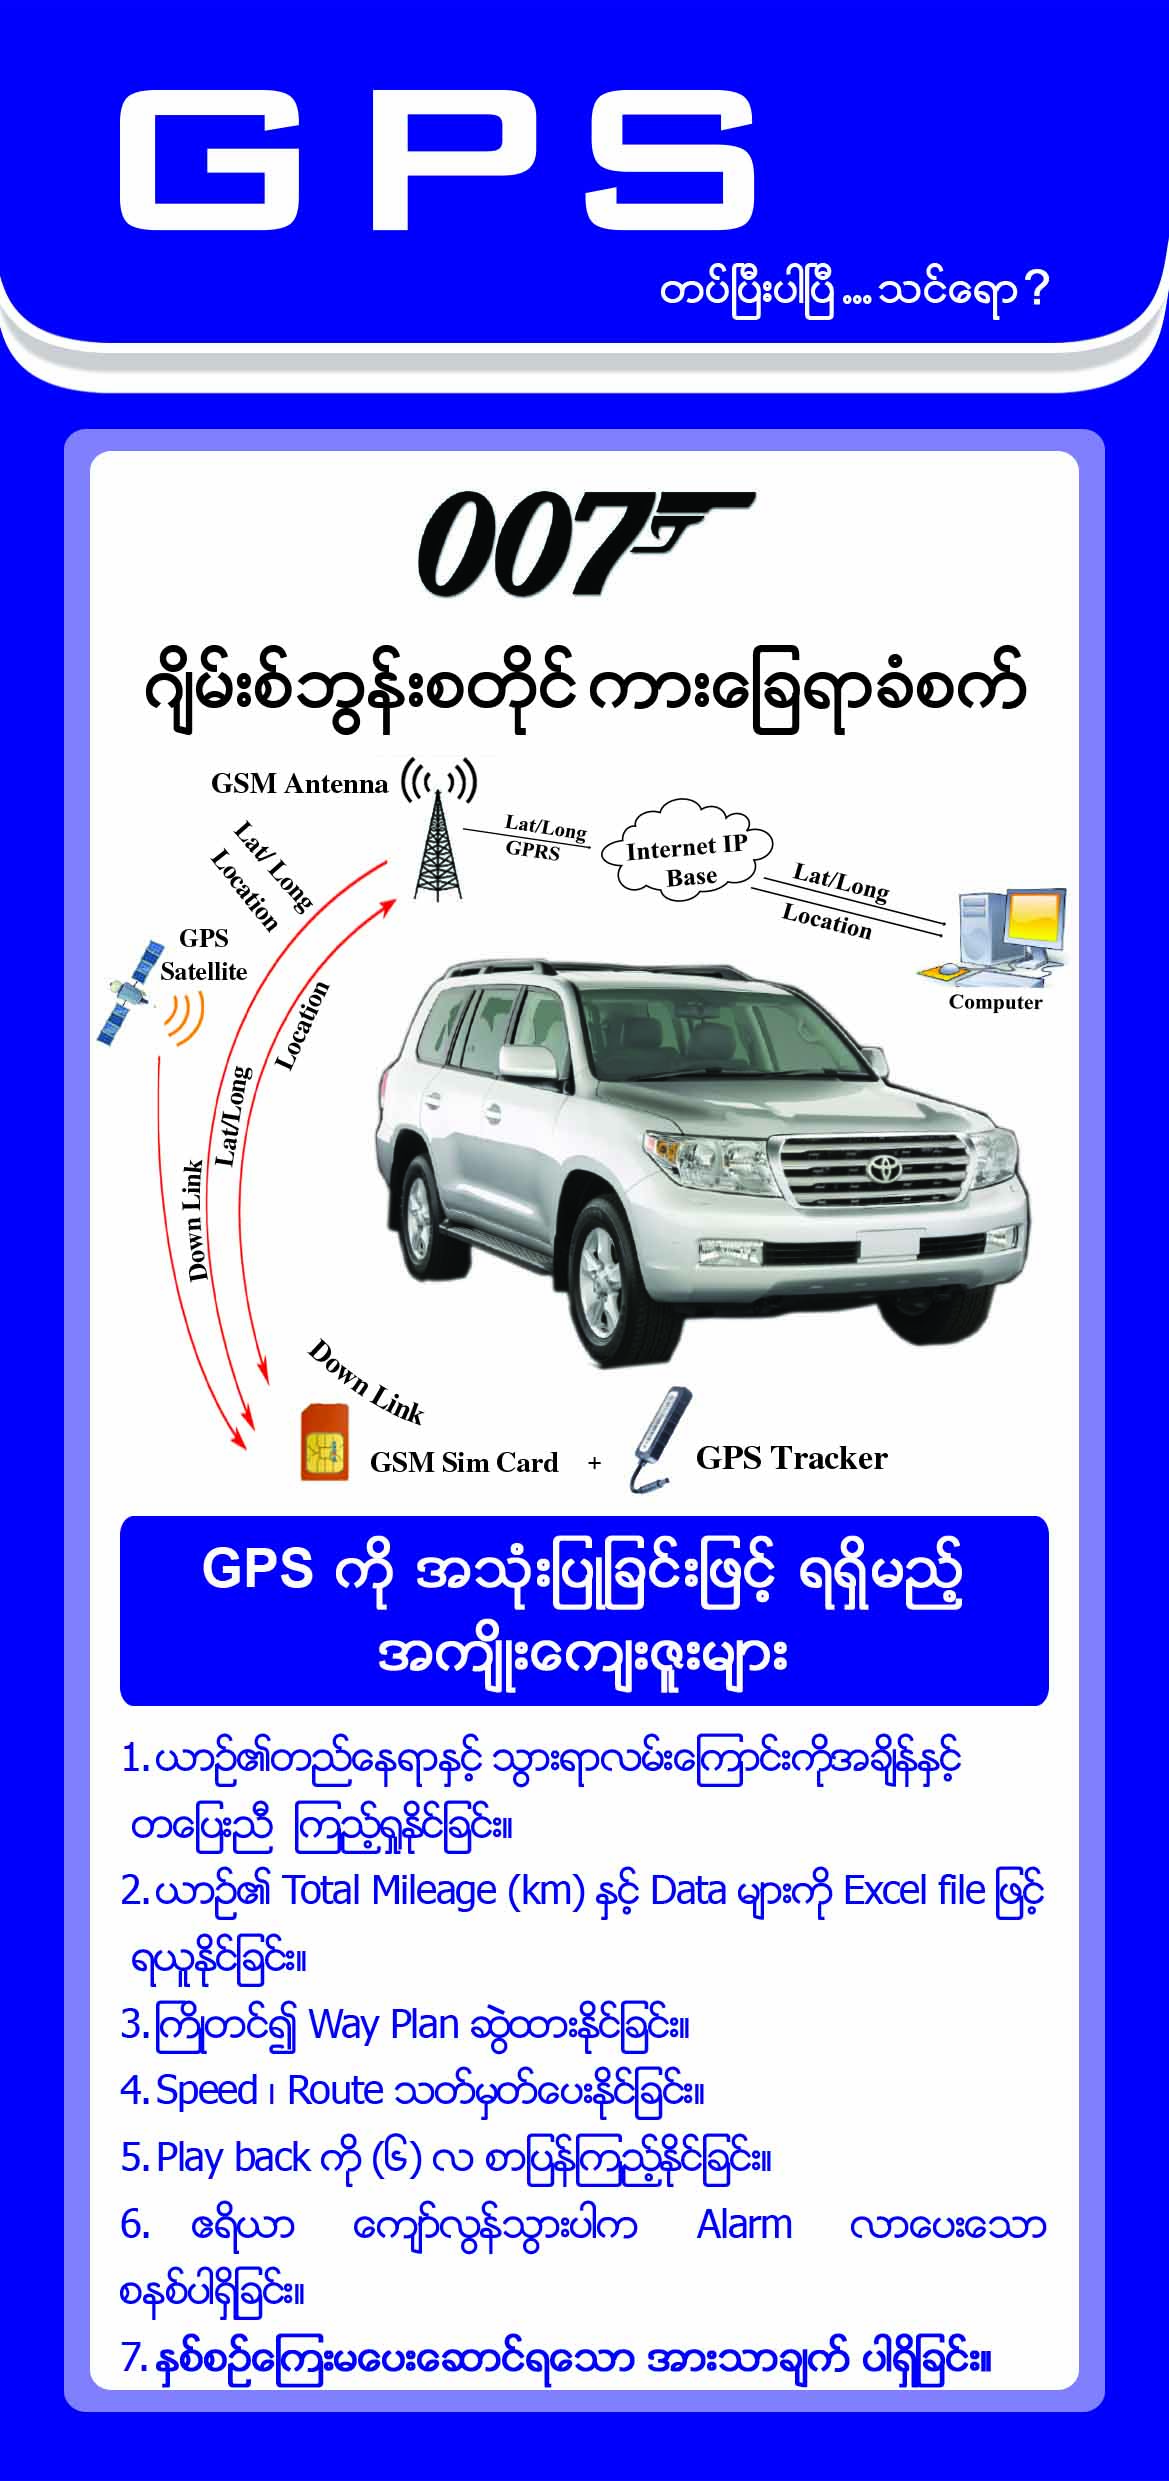 GPS
တပ်ပြီးပါပြီ ... သင်ရော ?
007
ဂျိမ်းစ်ဘွန်းစတိုင် ကားခြေရာခံစက်
GSM Antenna
Lat/Long
GPRS
Internet IP
Base
Lat/Long
Location
Computer
Lat/ Long
Location
GPS
Satellite
Location
Lat/Long
Down Link
Down Link
GSM Sim Card + GPS Tracker
GPS ကို အသုံးပြုခြင်းဖြင့် ရရှိမည့်
အကျိုးကျေးဇူးများ
1. ယာဉ်၏တည်နေရာနှင့် သွားရာလမ်းကြောင်းကိုအချိန်နှင့်
တပြေးညီ ကြည့်ရှုနိုင်ခြင်း။
2. ယာဉ်၏ Total Mileage (km) နှင့် Data များကို Excel file ဖြင့်
ရယူနိုင်ခြင်း။
3. ကြိုတင်၍ Way Plan ဆွဲထားနိုင်ခြင်း။
4. Speed ၊ Route သတ်မှတ်ပေးနိုင်ခြင်း။
5. Play back ကို (၆) လ စာပြန်ကြည့်နိုင်ခြင်း။
6. ဧရိယာ ကျော်လွန်သွားပါက Alarm လာပေးသော
စနစ်ပါရှိခြင်း။
7. နှစ်စဉ်ကြေးမပေးဆောင်ရသော အားသာချက် ပါရှိခြင်း။